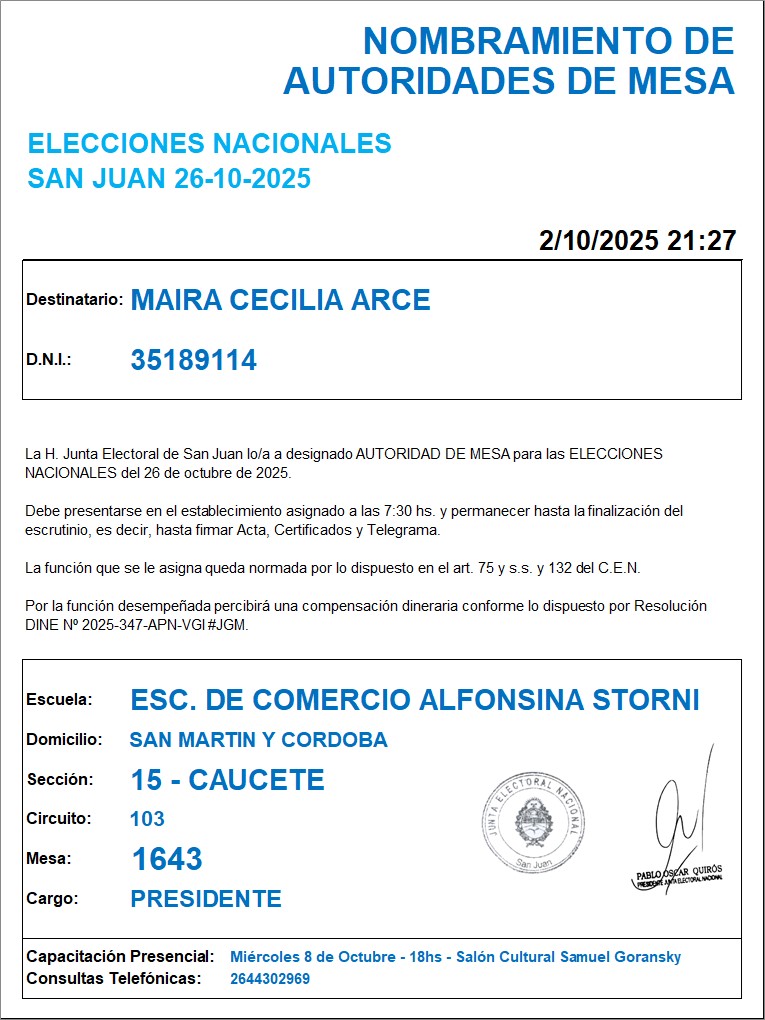 NOMBRAMIENTO DE
AUTORIDADES DE MESA
ELECCIONES NACIONALES
SAN JUAN 26-10-2025
2/10/2025 21:27
Destinatario: MAIRA CECILIA ARCE
D.N.I.: 35189114
La H. Junta Electoral de San Juan lo/a a designado AUTORIDAD DE MESA para las ELECCIONES
NACIONALES del 26 de octubre de 2025.
Debe presentarse en el establecimiento asignado a las 7:30 hs. y permanecer hasta la finalización del
escrutinio, es decir, hasta firmar Acta, Certificados y Telegrama.
La función que se le asigna queda normada por lo dispuesto en el art. 75 y s.s. y 132 del C.E.N.
Por la función desempeñada percibirá una compensación dineraria conforme lo dispuesto por Resolución
DINE Nº 2025-347-APN-VGI#JGM.
Escuela: ESC. DE COMERCIO ALFONSINA STORNI
Domicilio: SAN MARTIN Y CORDOBA
Sección: 15 - CAUCETE
Circuito: 103
Mesa: 1643
Cargo: PRESIDENTE
JUNTA ELECTORAL NACIONAL
San Juan
PABLO OSCAR QUIRÓS
PRESIDENTE JUNTA ELECTORAL NACIONAL
Capacitación Presencial: Miércoles 8 de Octubre - 18hs - Salón Cultural Samuel Goransky
Consultas Telefónicas: 2644302969